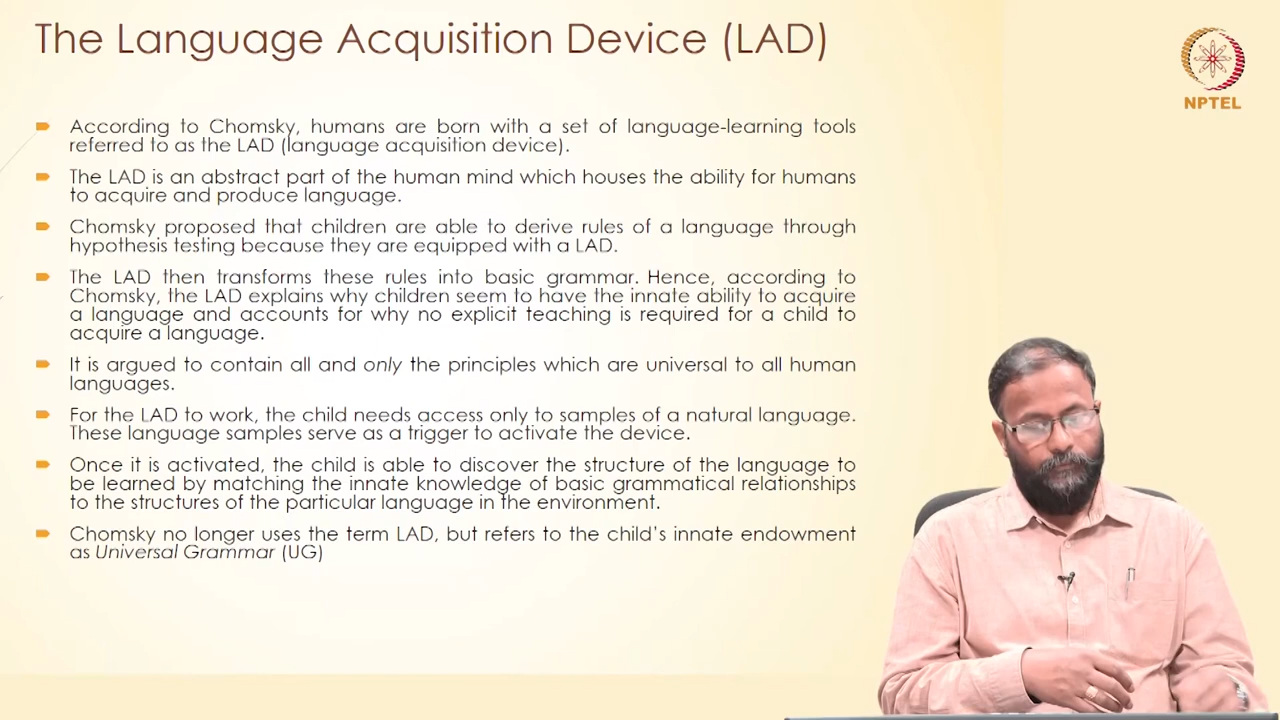 The Language Acquisition Device (LAD)
NPTEL
According to Chomsky, humans are born with a set of language-learning tools
referred to as the LAD (language acquisition device).
The LAD is an abstract part of the human mind which houses the ability for humans
to acquire and produce language.
Chomsky proposed that children are able to derive rules of a language through
hypothesis testing because they are equipped with a LAD.
The LAD then transforms these rules into basic grammar. Hence, according to
Chomsky, the LAD explains why children seem to have the innate ability to acquire
a language and accounts for why no explicit teaching is required for a child to
acquire a language.
It is argued to contain all and only the principles which are universal to all human
languages.
For the LAD to work, the child needs access only to samples of a natural language.
These language samples serve as a trigger to activate the device.
Once it is activated, the child is able to discover the structure of the language to
be learned by matching the innate knowledge of basic grammatical relationships
to the structures of the particular language in the environment.
Chomsky no longer uses the term LAD, but refers to the child's innate endowment
as Universal Grammar (UG)